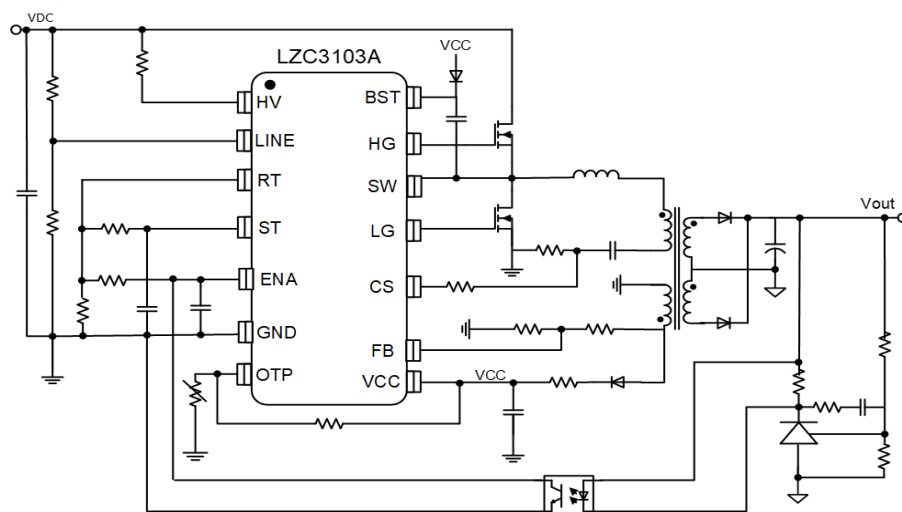 VDC
LZC3103A
VCC
HV
BST
LINE
HG
RT
SW
ST
LG
Vout
ENA
CS
GND
FB
OTP
VCC
VCC